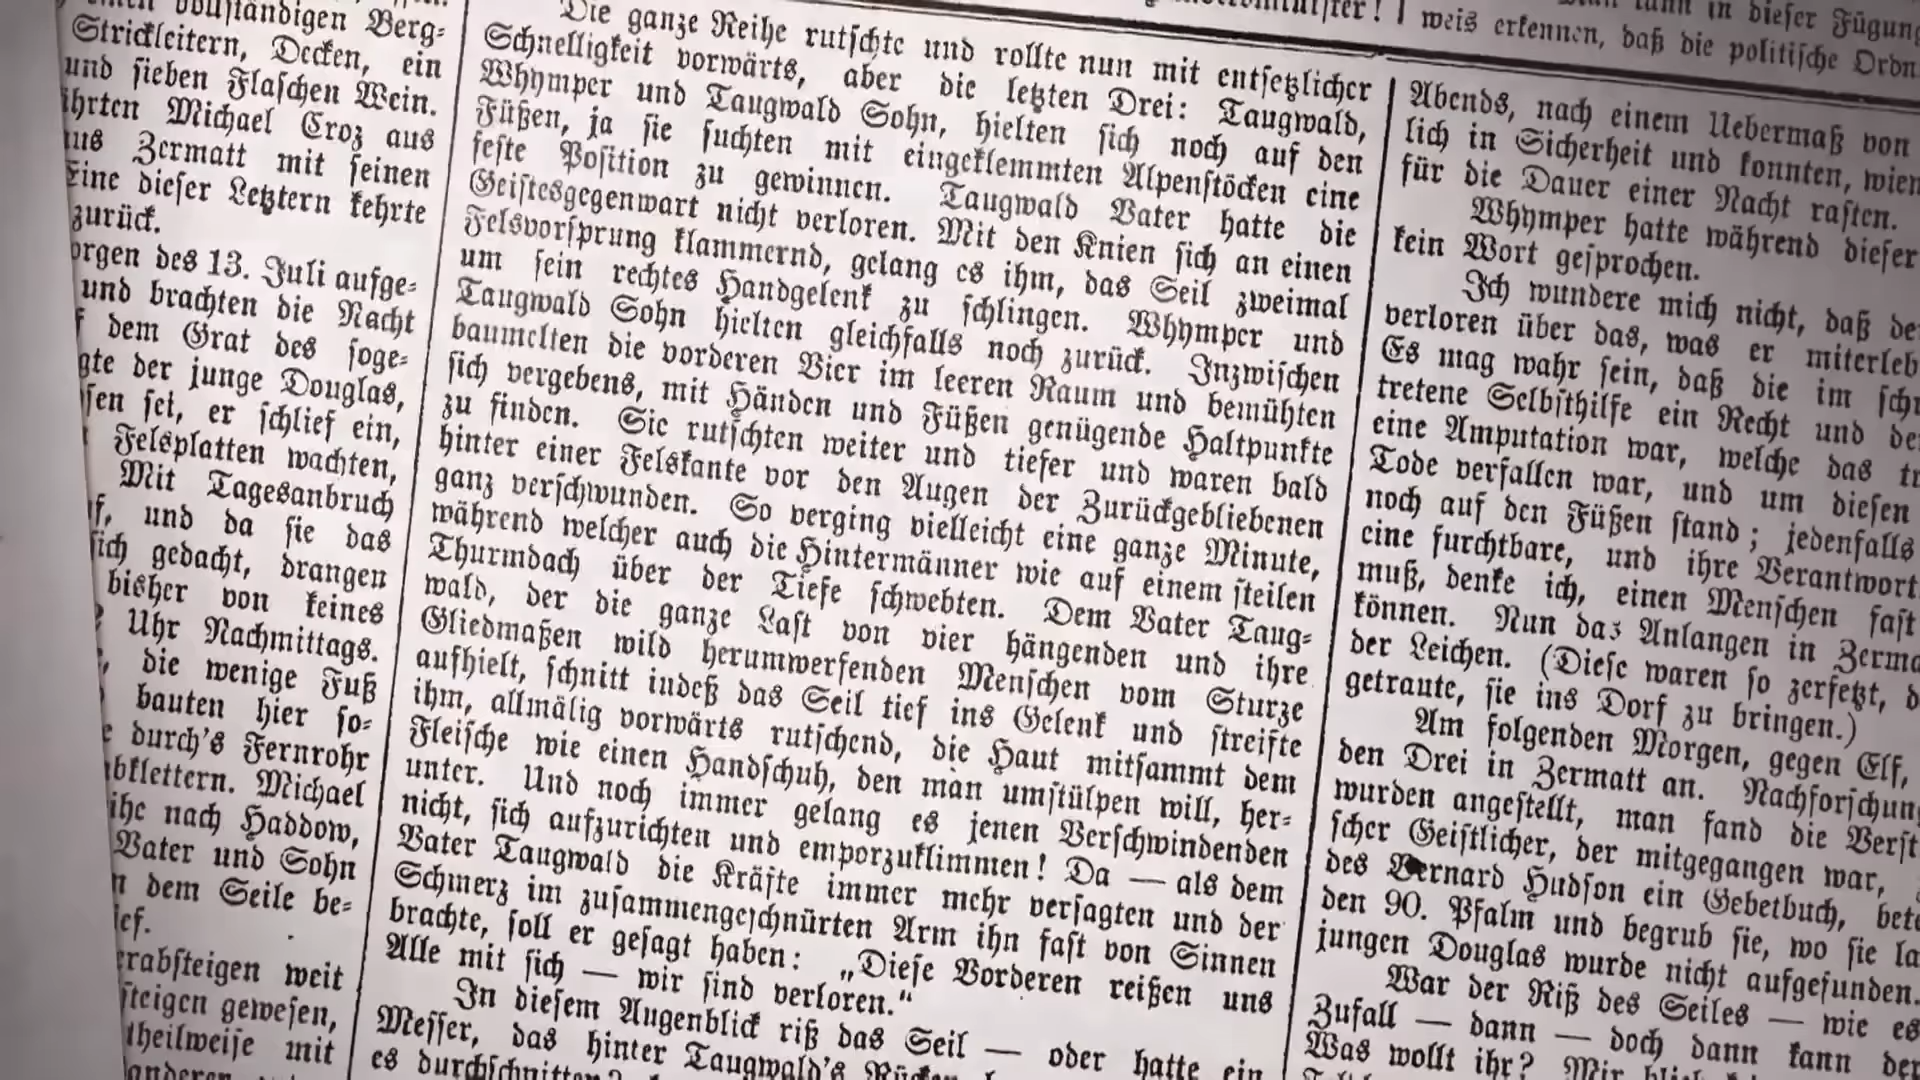 vollständigen Berg=
Strickleitern, Decken, ein
und sieben Flaschen Wein.
Michael Croz aus
Zermatt mit seinen
Eine dieser Letztern kehrte
zurück.
des 13. Juli aufge=
und brachten die Nacht
dem Grat des soge=
der junge Douglas,
sei, er schlief ein,
Felsplatten wachten,
Mit Tagesanbruch
und da sie das
sich gedacht, drangen
bisher von keines
Uhr Nachmittags.
die wenige Fuß
bauten hier so=
durch's Fernrohr
Michael
nach Haddow,
Vater und Sohn
dem Seile be=
weit
gewesen,
theilweise mit
Die ganze Reihe rutschte und rollte nun mit entsetzlicher
Schnelligkeit vorwärts, aber die letzten Drei: Taugwald,
Whymper und Taugwald Sohn, hielten sich noch auf den
Füßen, ja sie suchten mit eingeklemmten Alpenstöcken eine
feste Position zu gewinnen. Taugwald Vater hatte die
Geistesgegenwart nicht verloren. Mit den Knien sich an einen
Felsvorsprung klammernd, gelang es ihm, das Seil zweimal
um sein rechtes Handgelenk zu schlingen. Whymper und
Taugwald Sohn hielten gleichfalls noch zurück. Inzwischen
baumelten die vorderen Vier im leeren Raum und bemühten
sich vergebens, mit Händen und Füßen genügende Haltpunkte
zu finden. Sie rutschten weiter und tiefer und waren bald
hinter einer Felskante vor den Augen der Zurückgebliebenen
ganz verschwunden. So verging vielleicht eine ganze Minute,
während welcher auch die Hintermänner wie auf einem steilen
Thurmdach über der Tiefe schwebten. Dem Vater Taug=
wald, der die ganze Last von vier hängenden und ihre
Gliedmaßen wild herumwerfenden Menschen vom Sturze
aufhielt, schnitt indeß das Seil tief ins Gelenk und streifte
ihm, allmälig vorwärts rutschend, die Haut mitsammt dem
Fleische wie einen Handschuh, den man umstülpen will, her=
unter. Und noch immer gelang es jenen Verschwindenden
nicht, sich aufzurichten und emporzuklimmen! Da — als dem
Vater Taugwald die Kräfte immer mehr versagten und der
Schmerz im zusammengeschnürten Arm ihn fast von Sinnen
brachte, soll er gesagt haben: „Diese Vorderen reißen uns
Alle mit sich — wir sind verloren.“
In diesem Augenblick riß das Seil — oder hatte ein
Messer, das hinter Taugwald's Rücken
es durchschnitten?
in dieser Fügung
weis erkennen, daß die politische
Abends, nach einem Uebermaß von
lich in Sicherheit und konnten,
für die Dauer einer Nacht rasten.
Whymper hatte während dieser
kein Wort gesprochen.
Ich wundere mich nicht, daß
verloren über das, was er
Es mag wahr sein, daß die im
tretene Selbsthilfe ein Recht und
eine Amputation war, welche das
Tode verfallen war, und um diesen
noch auf den Füßen stand; jedenfalls
eine furchtbare, und ihre
muß, denke ich, einen Menschen fast
können. Nun das Anlangen in
der Leichen. (Diese waren so zerfetzt,
getraute, sie ins Dorf zu bringen.)
Am folgenden Morgen, gegen Elf,
den Drei in Zermatt an.
wurden angestellt, man fand die
scher Geistlicher, der mitgegangen war,
des Bernard Hudson ein Gebetbuch,
den 90. Psalm und begrub sie, wo sie
jungen Douglas wurde nicht aufgefunden.
War der Riß des Seiles — wie es
Zufall — dann — doch dann kann
Was wollt ihr? Mir